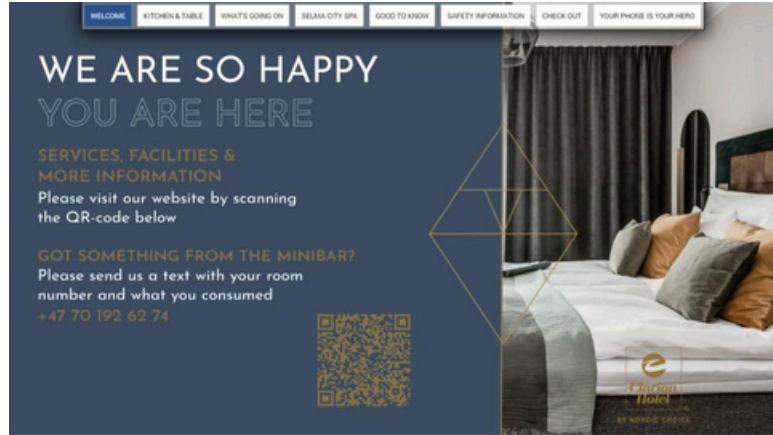 WELCOME
KITCHEN & TABLE
WHAT'S GOING ON
SELMA CITY SPA
GOOD TO KNOW
SAFETY INFORMATION
CHECK OUT
YOUR PHONE IS YOUR HERO
WE ARE SO HAPPY
YOU ARE HERE
SERVICES, FACILITIES &
MORE INFORMATION
Please visit our website by scanning
the QR-code below
GOT SOMETHING FROM THE MINIBAR?
Please send us a text with your room
number and what you consumed
+47 70 192 62 74
Clarion
Hotel
BY NORDIC CHOICE